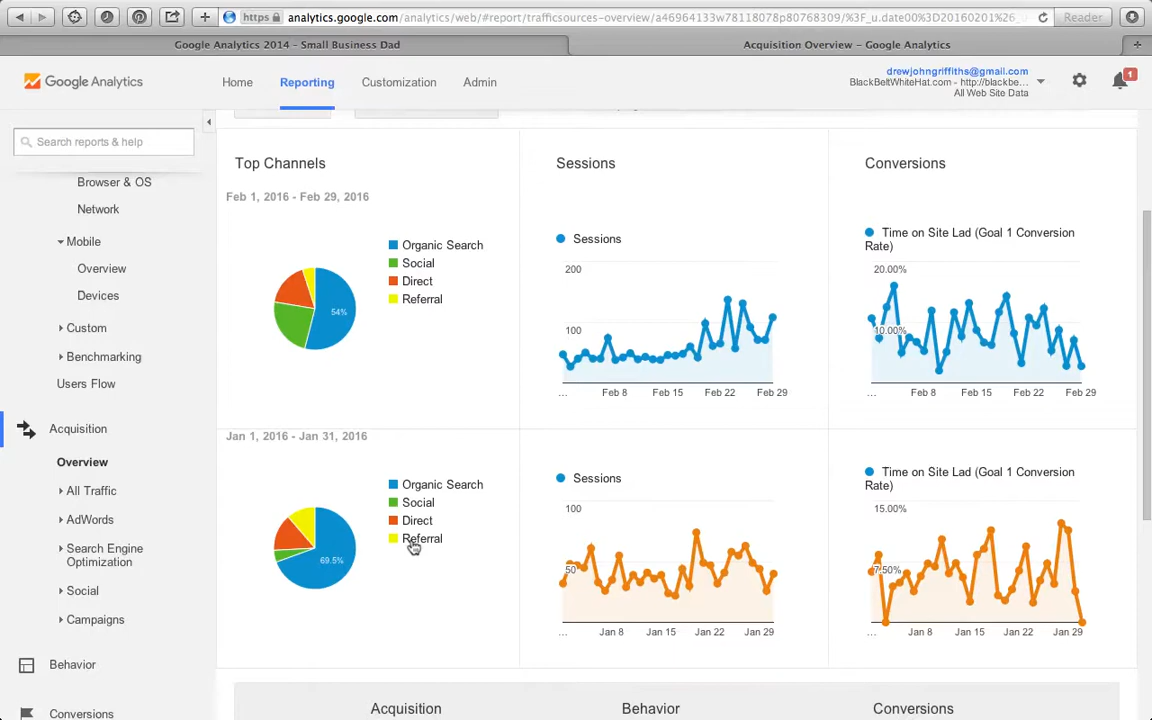 https analytics.google.com/analytics/web/#report/trafficsources-overview/a46964133w78118078p80768309/%3F_u.date00%3D20160201%26_
Reader
Google Analytics 2014 - Small Business Dad
Acquisition Overview – Google Analytics
Google Analytics
Home
Reporting
Customization
Admin
drewjohngriffiths@gmail.com
BlackBeltWhiteHat.com - http://blackbe...
All Web Site Data
1
Search reports & help
Browser & OS
Network
Mobile
Overview
Devices
Custom
Benchmarking
Users Flow
Acquisition
Overview
All Traffic
AdWords
Search Engine
Optimization
Social
Campaigns
Behavior
Conversions
Top Channels
Sessions
Conversions
Feb 1, 2016 - Feb 29, 2016
54%
Organic Search
Social
Direct
Referral
Sessions
200
100
...
Feb 8
Feb 15
Feb 22
Feb 29
Time on Site Lad (Goal 1 Conversion
Rate)
20.00%
10.00%
...
Feb 8
Feb 15
Feb 22
Feb 29
Jan 1, 2016 - Jan 31, 2016
69.5%
Organic Search
Social
Direct
Referral
Sessions
100
50
...
Jan 8
Jan 15
Jan 22
Jan 29
Time on Site Lad (Goal 1 Conversion
Rate)
15.00%
7.50%
...
Jan 8
Jan 15
Jan 22
Jan 29
Acquisition
Behavior
Conversions